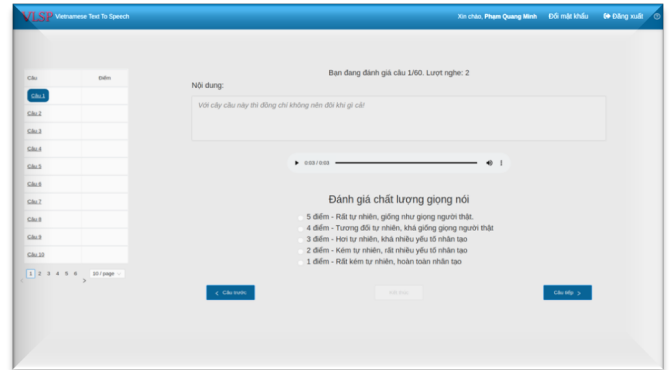 VLSP Vietnamese Text To Speech
Xin chào, Phạm Quang Minh Đổi mật khẩu Đăng xuất
Câu Điểm
Câu 1
Câu 2
Câu 3
Câu 4
Câu 5
Câu 6
Câu 7
Câu 8
Câu 9
Câu 10
1 2 3 4 5 6 10 / page
Bạn đang đánh giá câu 1/60. Lượt nghe: 2
Nội dung:
Với cây cầu này thì đồng chí không nên đòi khi gì cả!
0:03 / 0:03
Đánh giá chất lượng giọng nói
5 điểm - Rất tự nhiên, giống như giọng người thật.
4 điểm - Tương đối tự nhiên, khá giống giọng người thật
3 điểm - Hơi tự nhiên, khá nhiều yếu tố nhân tạo
2 điểm - Kém tự nhiên, rất nhiều yếu tố nhân tạo
1 điểm - Rất kém tự nhiên, hoàn toàn nhân tạo
Câu trước
Câu tiếp